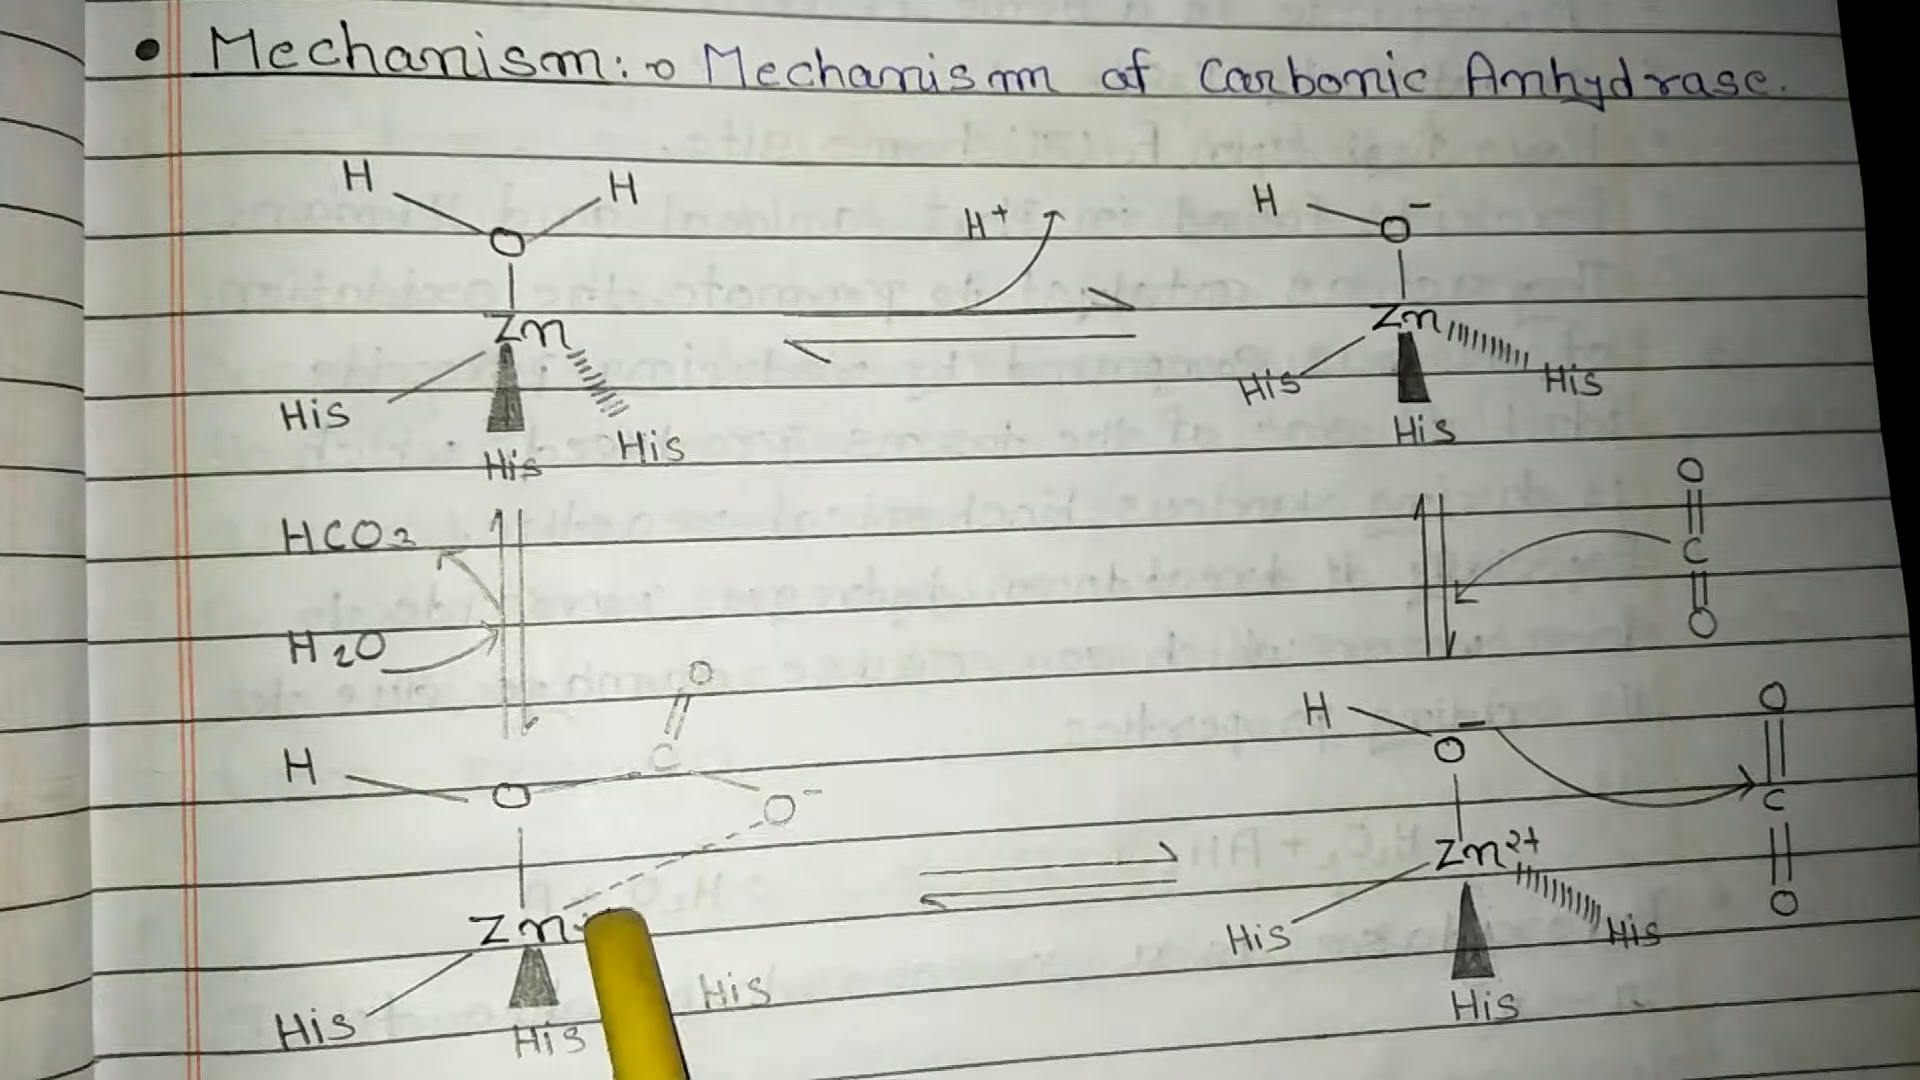 • Mechanism:- Mechanism of Carbonic Anhydrase.
H H H+ H O-
O
Zn Zn
His His His His
His His
HCO3 O
C
H2O O
O H O- O
H O C O- C
Zn Zn2+ O
His His His His His
His